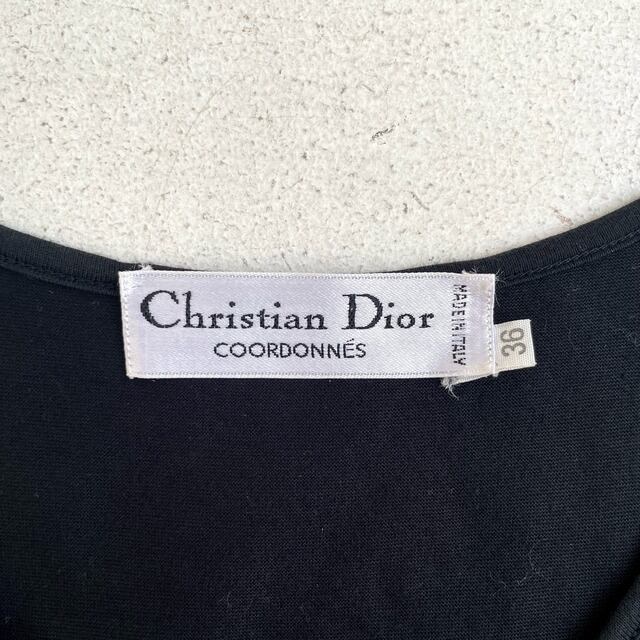 Christian Dior
COORDONNÉS
MADE IN ITALY
36